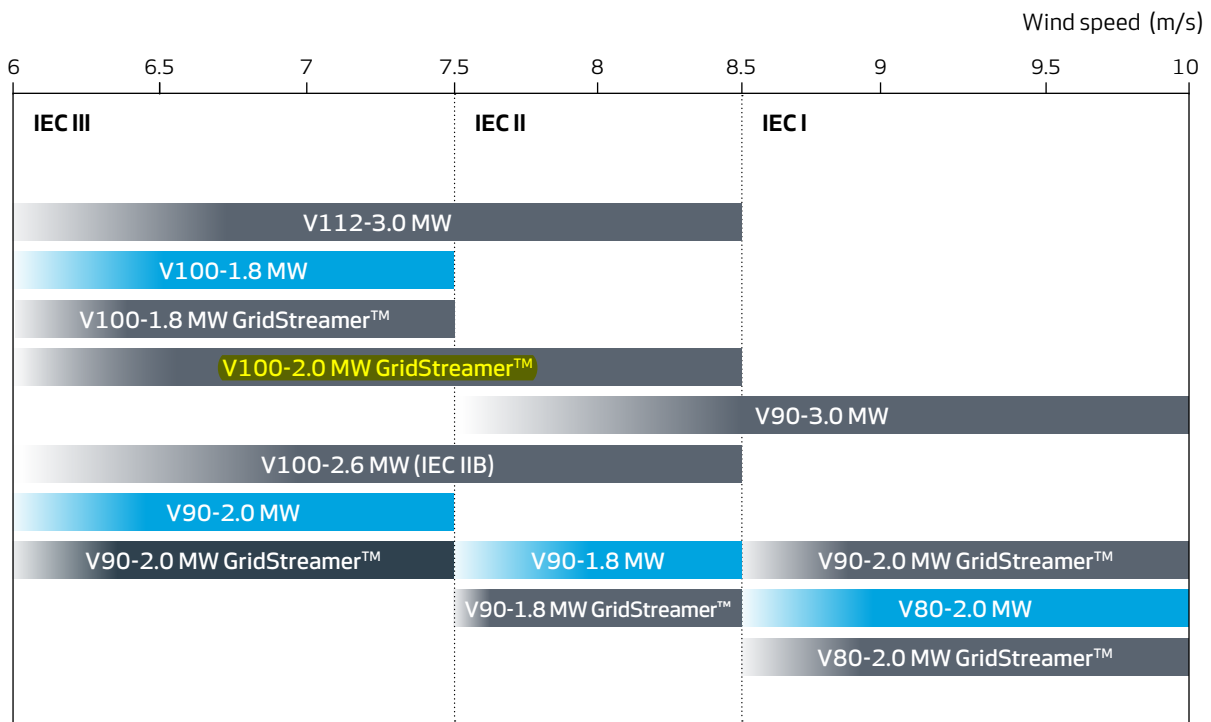 Wind speed (m/s)
6 6.5 7 7.5 8 8.5 9 9.5 10
IEC III IEC II IEC I
V112-3.0 MW
V100-1.8 MW
V100-1.8 MW GridStreamer™
V100-2.0 MW GridStreamer™
V90-3.0 MW
V100-2.6 MW (IEC IIB)
V90-2.0 MW
V90-2.0 MW GridStreamer™ V90-1.8 MW V90-2.0 MW GridStreamer™
V90-1.8 MW GridStreamer™ V80-2.0 MW
V80-2.0 MW GridStreamer™